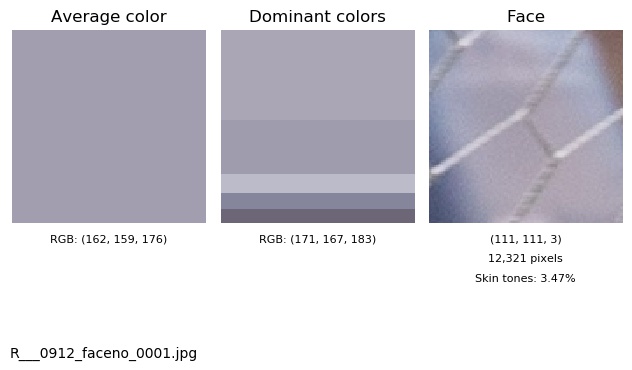 Average color
Dominant colors
Face
RGB: (162, 159, 176)
RGB: (171, 167, 183)
(111, 111, 3)
12,321 pixels
Skin tones: 3.47%
R___0912_faceno_0001.jpg